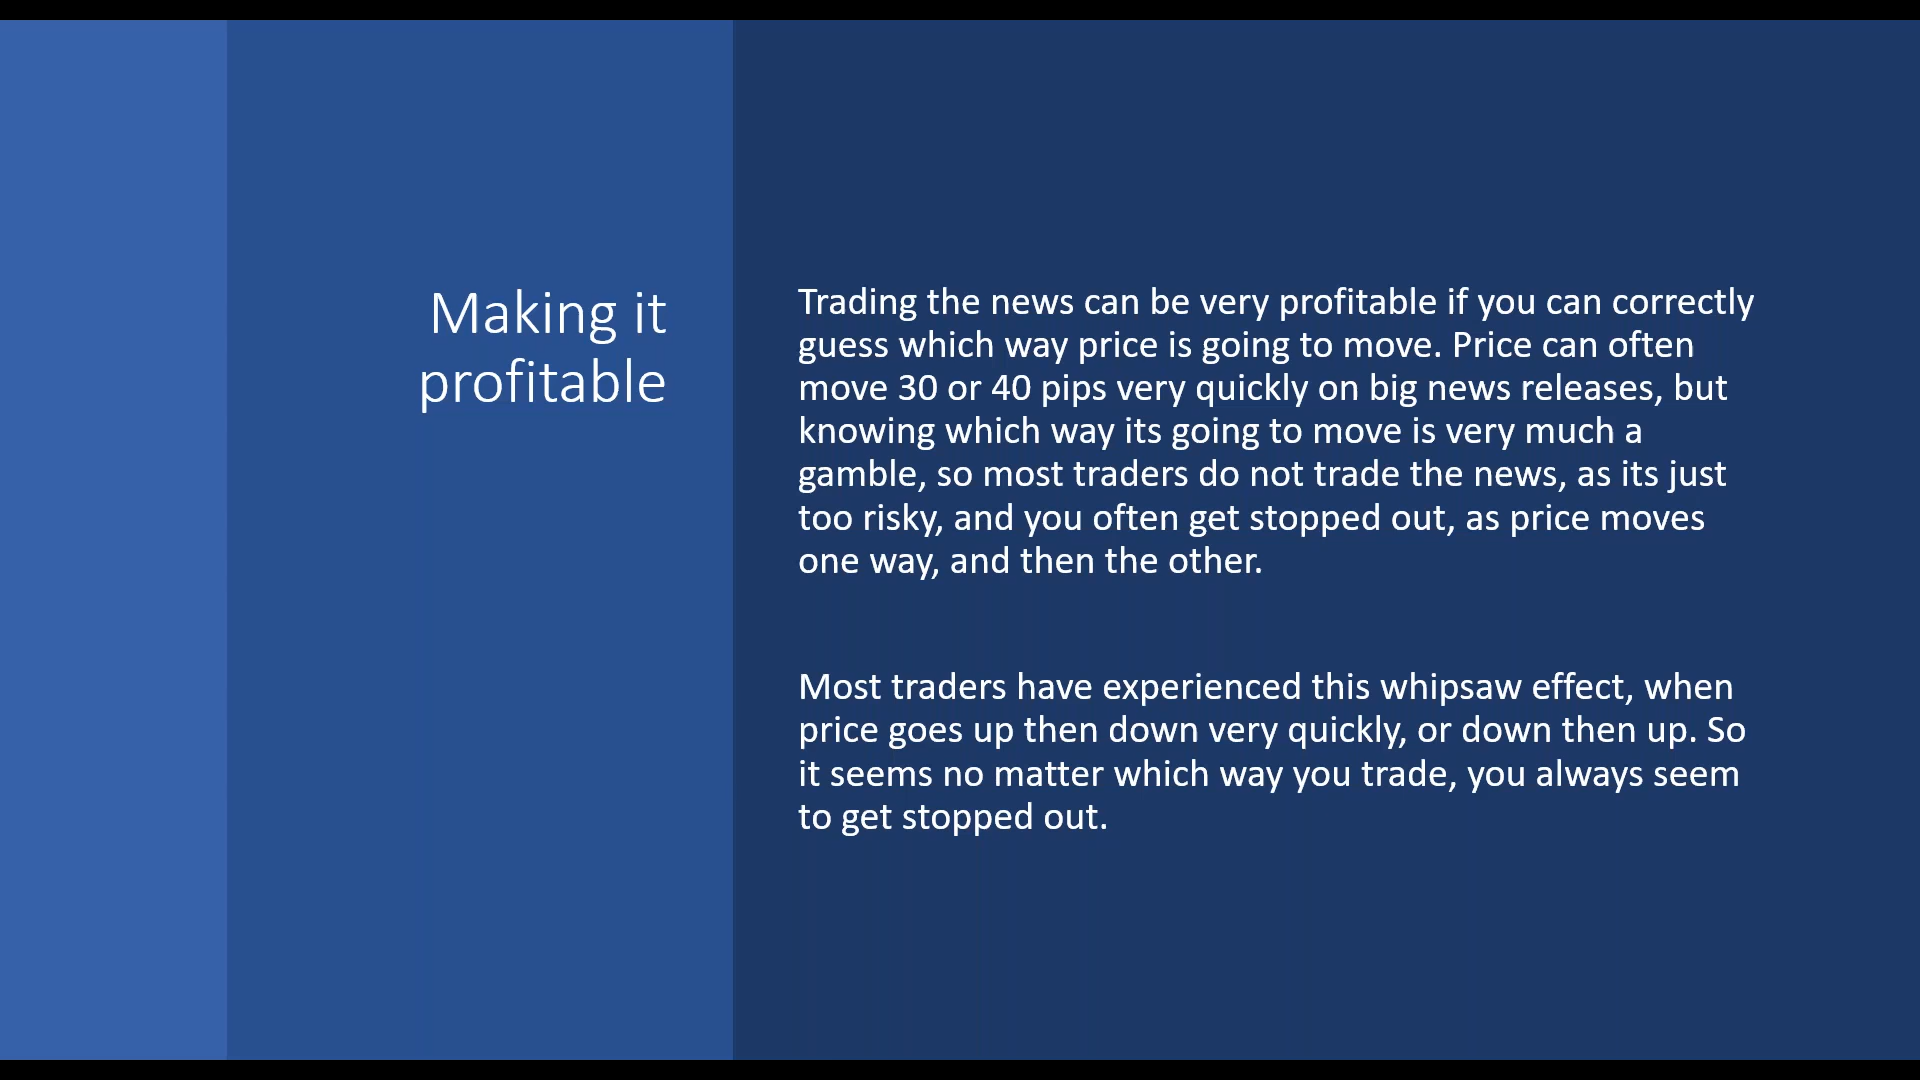 Making it
profitable
Trading the news can be very profitable if you can correctly
guess which way price is going to move. Price can often
move 30 or 40 pips very quickly on big news releases, but
knowing which way its going to move is very much a
gamble, so most traders do not trade the news, as its just
too risky, and you often get stopped out, as price moves
one way, and then the other.
Most traders have experienced this whipsaw effect, when
price goes up then down very quickly, or down then up. So
it seems no matter which way you trade, you always seem
to get stopped out.